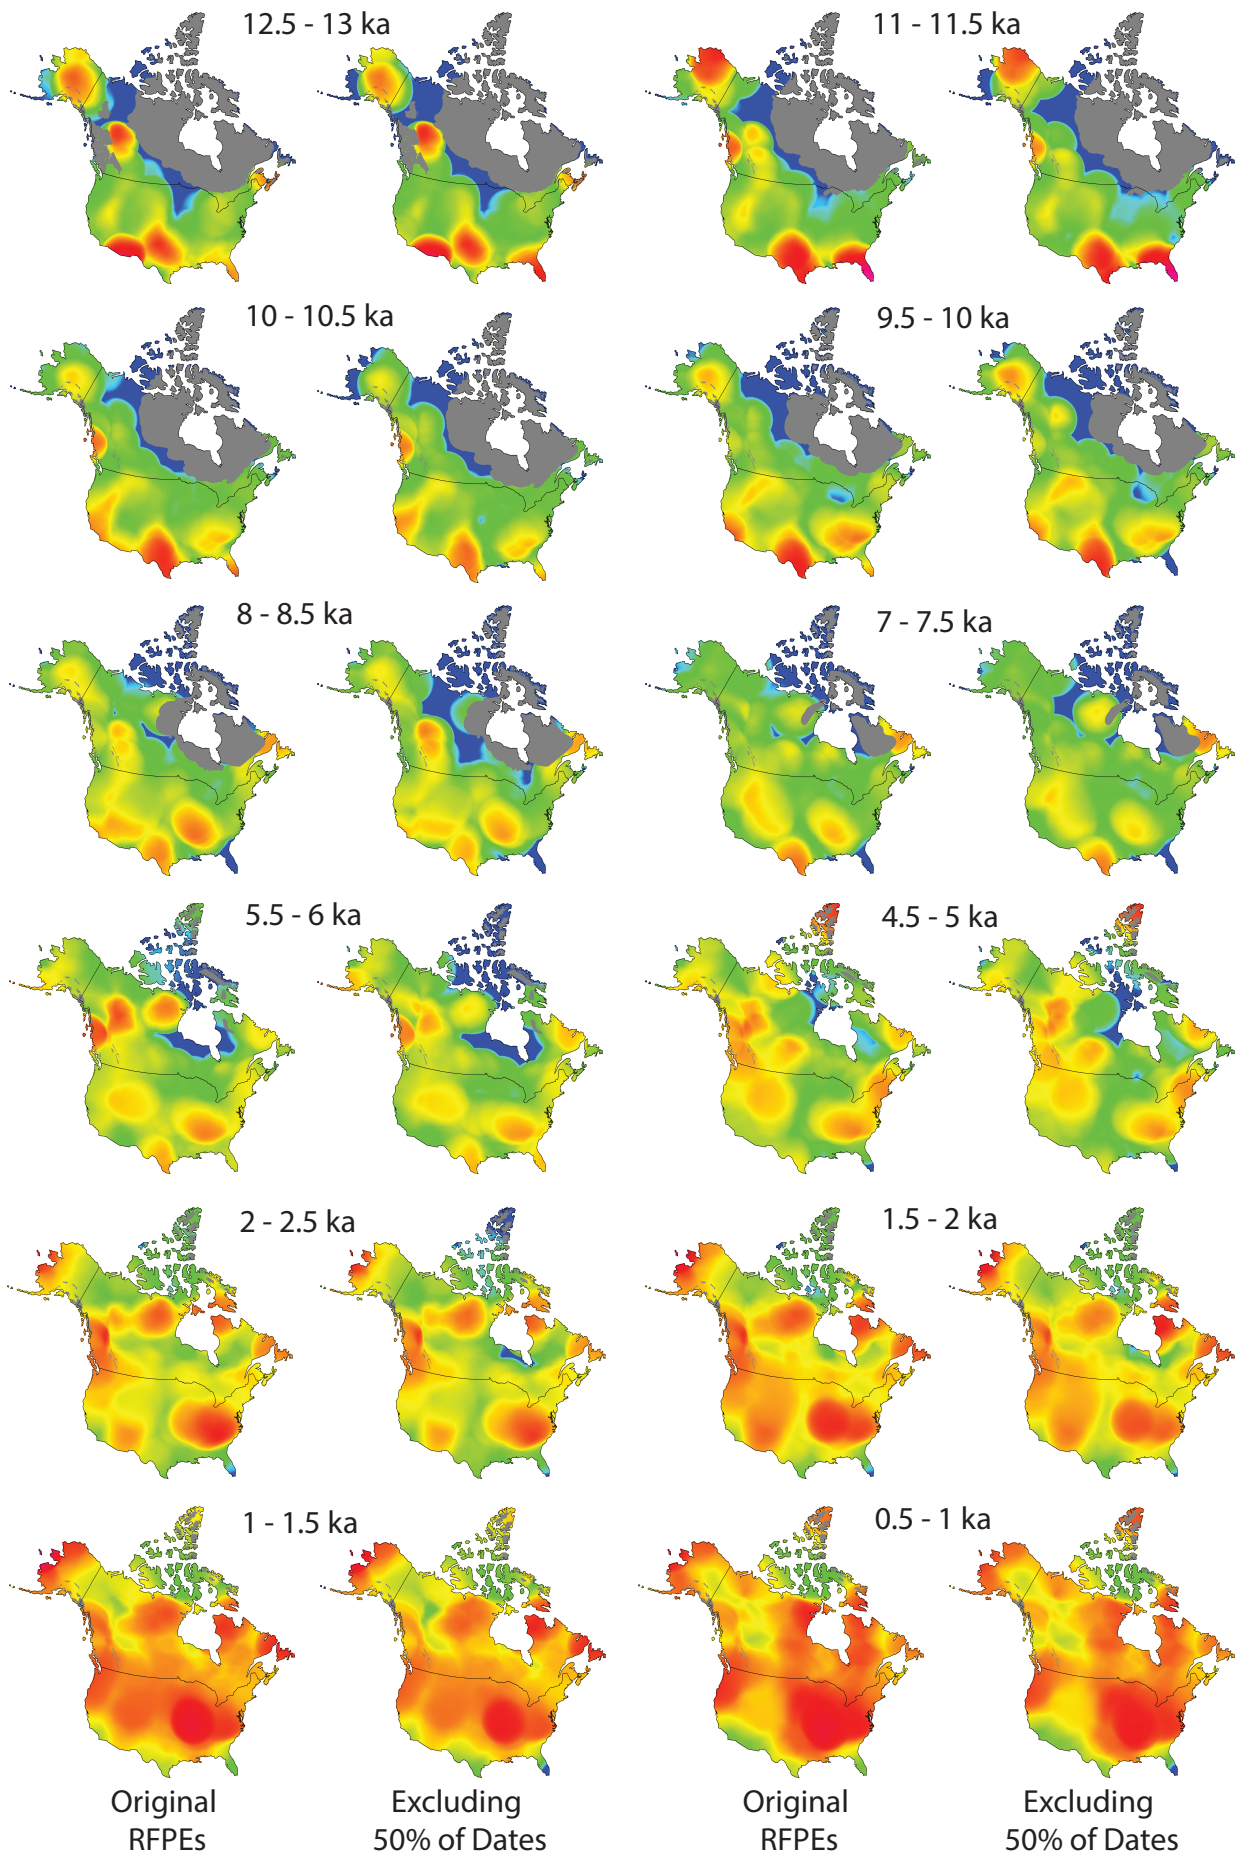 12.5 - 13 ka
11 - 11.5 ka
10 - 10.5 ka
9.5 - 10 ka
8 - 8.5 ka
7 - 7.5 ka
5.5 - 6 ka
4.5 - 5 ka
2 - 2.5 ka
1.5 - 2 ka
1 - 1.5 ka
0.5 - 1 ka
Original
RFPEs
Excluding
50% of Dates
Original
RFPEs
Excluding
50% of Dates